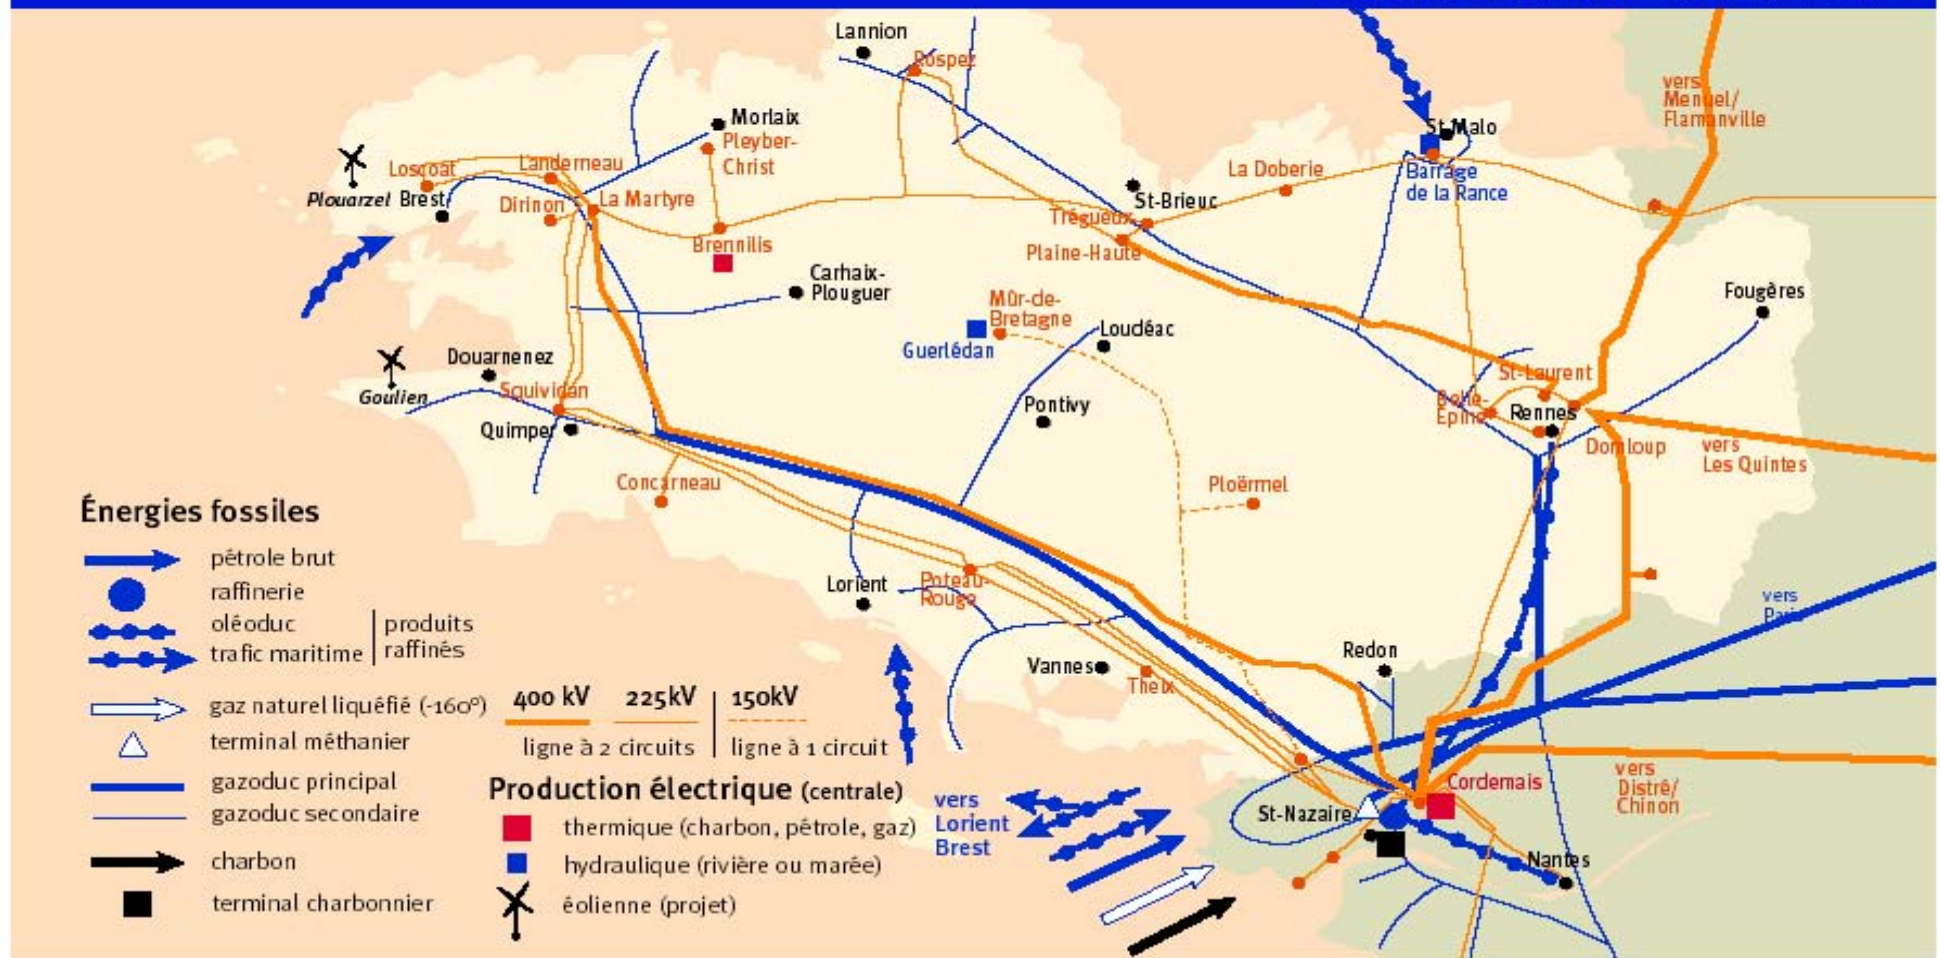 Lannion
Rospez
vers
Menuel/
Flamanville
Morlaix
Pleyber-
Christ
St-Malo
Barrage
de la Rance
La Doberie
Loscoat
Landerneau
Plouarzel
Brest
Dirinon
La Martyre
St-Brieuc
Trégueux
Plaine-Haute
Brennilis
Carhaix-
Plouguer
Mûr-de-
Bretagne
Guerlédan
Loudéac
Fougères
Douarnenez
Goulien
Squividan
Quimper
Pontivy
St-Laurent
Belle-
Épine
Rennes
Domloup
vers
Les Quintes
Concarneau
Ploërmel
Lorient
Poteau-
Rouge
vers
Paris
Vannes
Theix
Redon
Cordemais
vers
Distré/
Chinon
St-Nazaire
Nantes
vers
Lorient
Brest
Énergies fossiles
pétrole brut
raffinerie
oléoduc
trafic maritime
produits
raffinés
gaz naturel liquéfié (-160°)
terminal méthanier
gazoduc principal
gazoduc secondaire
charbon
terminal charbonnier
400 kV 225kV 150kV
ligne à 2 circuits ligne à 1 circuit
Production électrique (centrale)
thermique (charbon, pétrole, gaz)
hydraulique (rivière ou marée)
éolienne (projet)